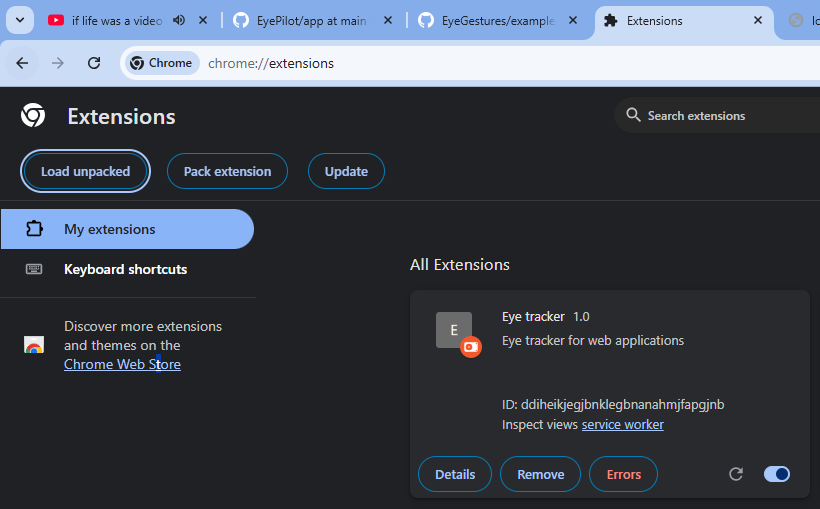 if life was a video
EyePilot/app at main
EyeGestures/example
Extensions
Chrome
chrome://extensions
Extensions
Search extensions
Load unpacked
Pack extension
Update
My extensions
Keyboard shortcuts
Discover more extensions
and themes on the
Chrome Web Store
All Extensions
E
Eye tracker 1.0
Eye tracker for web applications
ID: ddiheikjegjbnklegbnanahmjfapgjnb
Inspect views service worker
Details
Remove
Errors